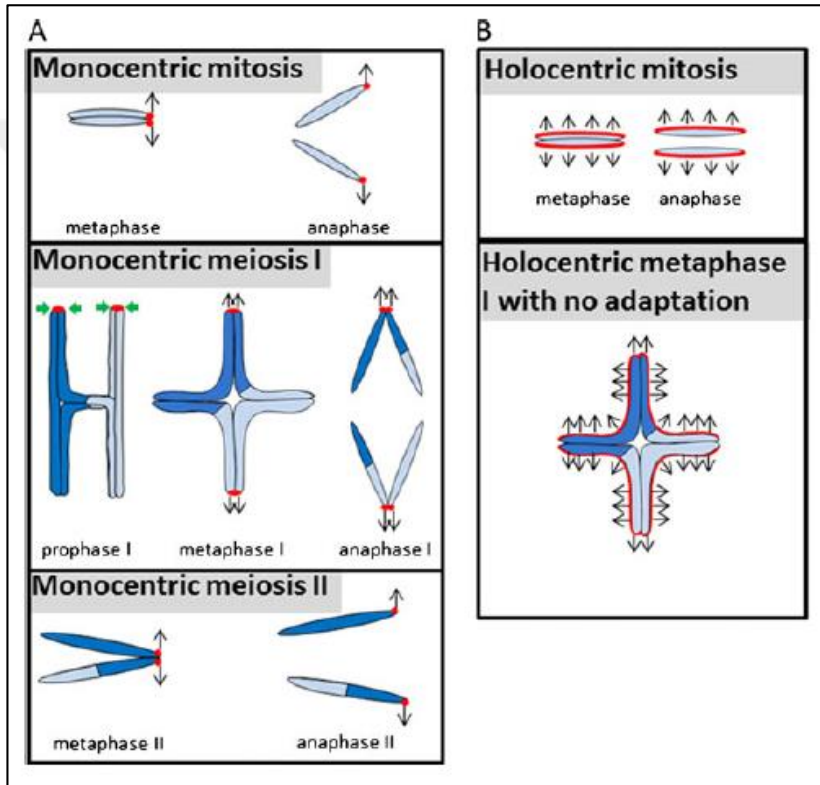 A
Monocentric mitosis
metaphase
anaphase
Monocentric meiosis I
prophase I
metaphase I
anaphase I
Monocentric meiosis II
metaphase II
anaphase II
B
Holocentric mitosis
metaphase
anaphase
Holocentric metaphase
I with no adaptation